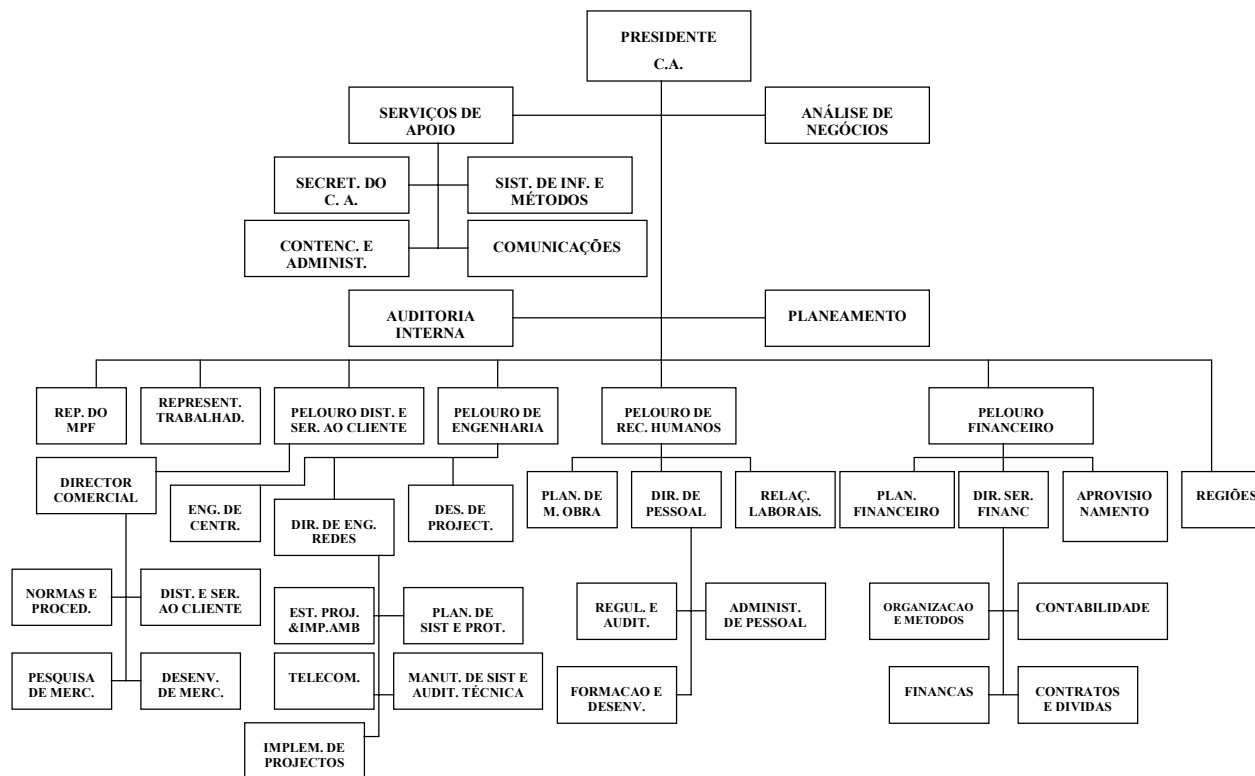 PRESIDENTE
C.A.
SERVIÇOS DE
APOIO
ANÁLISE DE
NEGÓCIOS
SECRET. DO
C. A.
SIST. DE INF. E
MÉTODOS
CONTENC. E
ADMINIST.
COMUNICAÇÕES
AUDITORIA
INTERNA
PLANEAMENTO
REP. DO
MPF
REPRESENT.
TRABALHAD.
PELOURO DIST. E
SER. AO CLIENTE
PELOURO DE
ENGENHARIA
PELOURO DE
REC. HUMANOS
PELOURO
FINANCEIRO
DIRECTOR
COMERCIAL
ENG. DE
CENTR.
DIR. DE ENG.
REDES
DES. DE
PROJECT.
PLAN. DE
M. OBRA
DIR. DE
PESSOAL
RELAÇ.
LABORAIS.
PLAN.
FINANCEIRO
DIR. SER.
FINANC
APROVISIO
NAMENTO
REGIÕES
NORMAS E
PROCED.
DIST. E SER.
AO CLIENTE
EST. PROJ.
&IMP.AMB
PLAN. DE
SIST E PROT.
REGUL. E
AUDIT.
ADMINIST.
DE PESSOAL
ORGANIZACAO
E METODOS
CONTABILIDADE
PESQUISA
DE MERC.
DESENV.
DE MERC.
TELECOM.
MANUT. DE SIST E
AUDIT. TÉCNICA
FORMACAO E
DESENV.
FINANCAS
CONTRATOS
E DIVIDAS
IMPLEM. DE
PROJECTOS